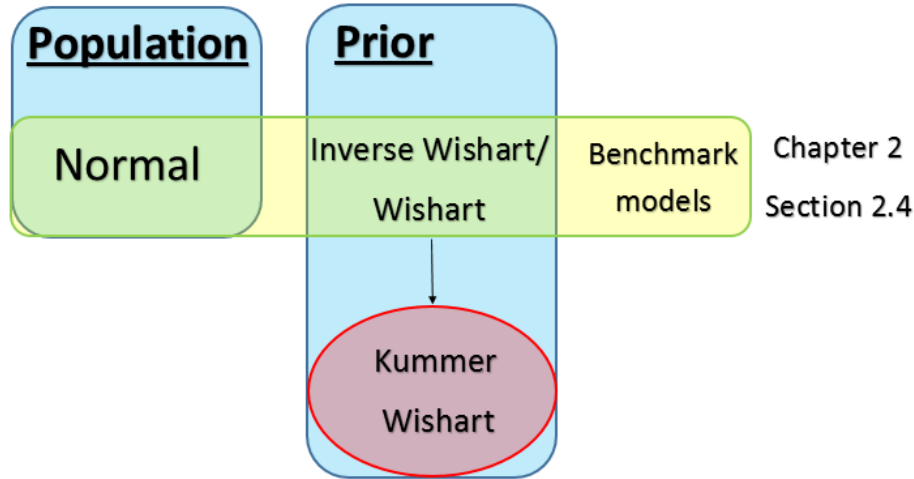 Population
Prior
Normal
Inverse Wishart/
Wishart
Benchmark
models
Chapter 2
Section 2.4
Kummer
Wishart